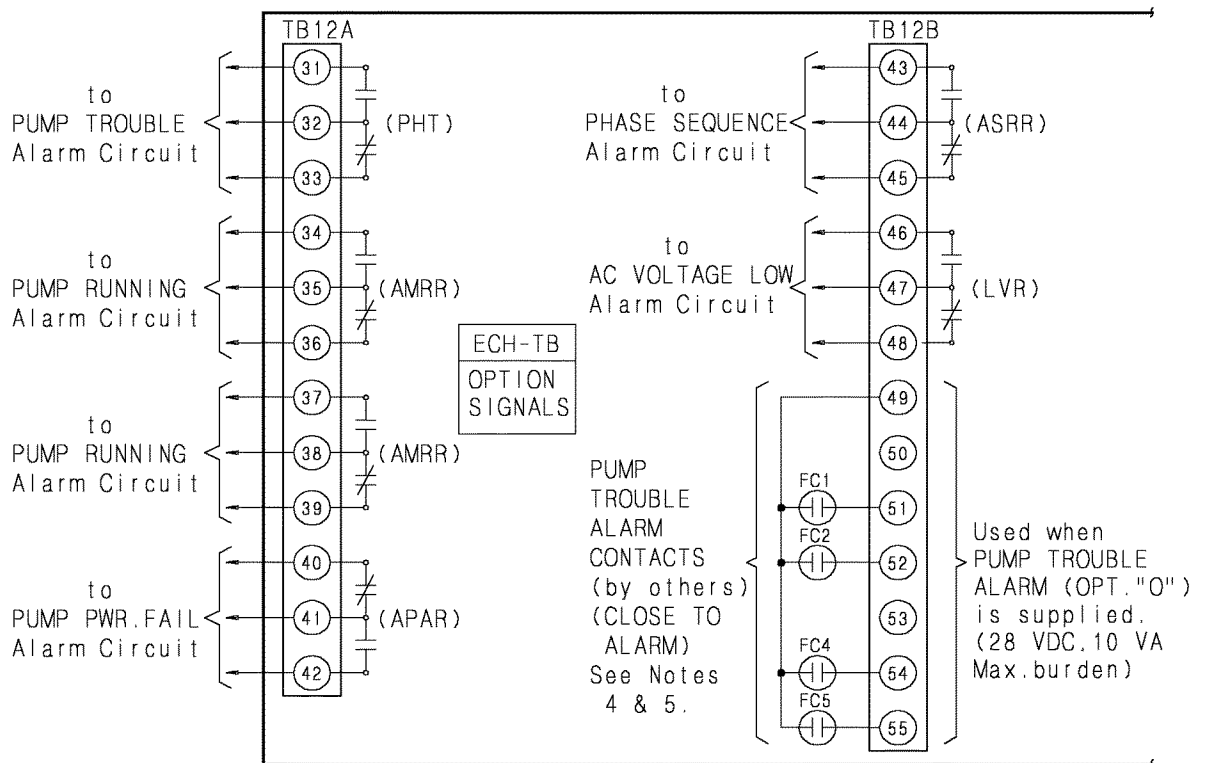 TB12A
31
to
PUMP TROUBLE
Alarm Circuit
32
(PHT)
33
34
to
PUMP RUNNING
Alarm Circuit
35
(AMRR)
36
37
to
PUMP RUNNING
Alarm Circuit
38
(AMRR)
39
40
to
PUMP PWR.FAIL
Alarm Circuit
41
(APAR)
42
ECH-TB
OPTION
SIGNALS
TB12B
43
to
PHASE SEQUENCE
Alarm Circuit
44
(ASRR)
45
46
to
AC VOLTAGE LOW
Alarm Circuit
47
(LVR)
48
49
50
PUMP
TROUBLE
ALARM
CONTACTS
(by others)
(CLOSE TO
ALARM)
See Notes
4 & 5.
FC1
51
FC2
52
53
FC4
54
FC5
55
Used when
PUMP TROUBLE
ALARM (OPT."O")
is supplied.
(28 VDC,10 VA
Max.burden)